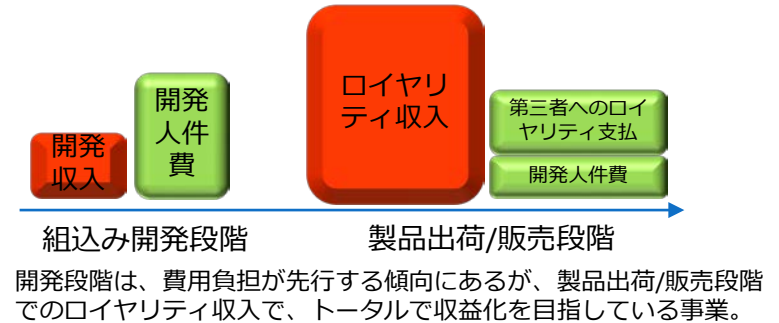 開発
収入
開発
人件
費
ロイヤリ
ティ収入
第三者へのロイ
ヤリティ支払
開発人件費
組込み開発段階
製品出荷/販売段階
開発段階は、費用負担が先行する傾向にあるが、製品出荷/販売段階
でのロイヤリティ収入で、トータルで収益化を目指している事業。